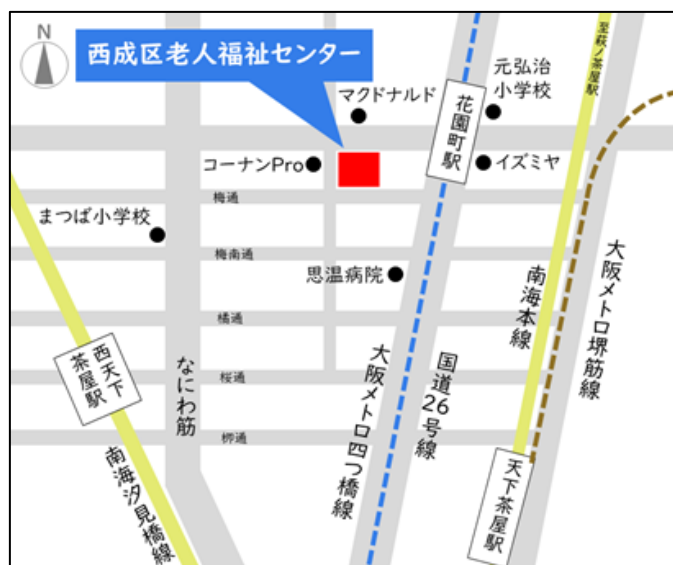 N
西成区老人福祉センター
至萩ノ茶屋駅
元弘治
小学校
マクドナルド
花園町駅
コーナンPro
イズミヤ
梅通
まつば小学校
梅南通
思温病院
大阪メトロ堺筋線
南海本線
橘通
西天下
茶屋駅
なにわ筋
桜通
大阪メトロ四つ橋線
国道26号線
柳通
南海汐見橋線
天下茶屋駅